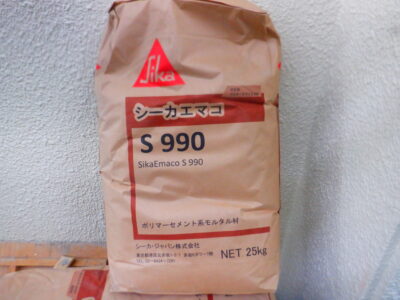 Sika
シーカエマコ
S 990
SikaEmaco S 990
ポリマーセメント系モルタル材
シーカ・ジャパン株式会社
NET 25kg